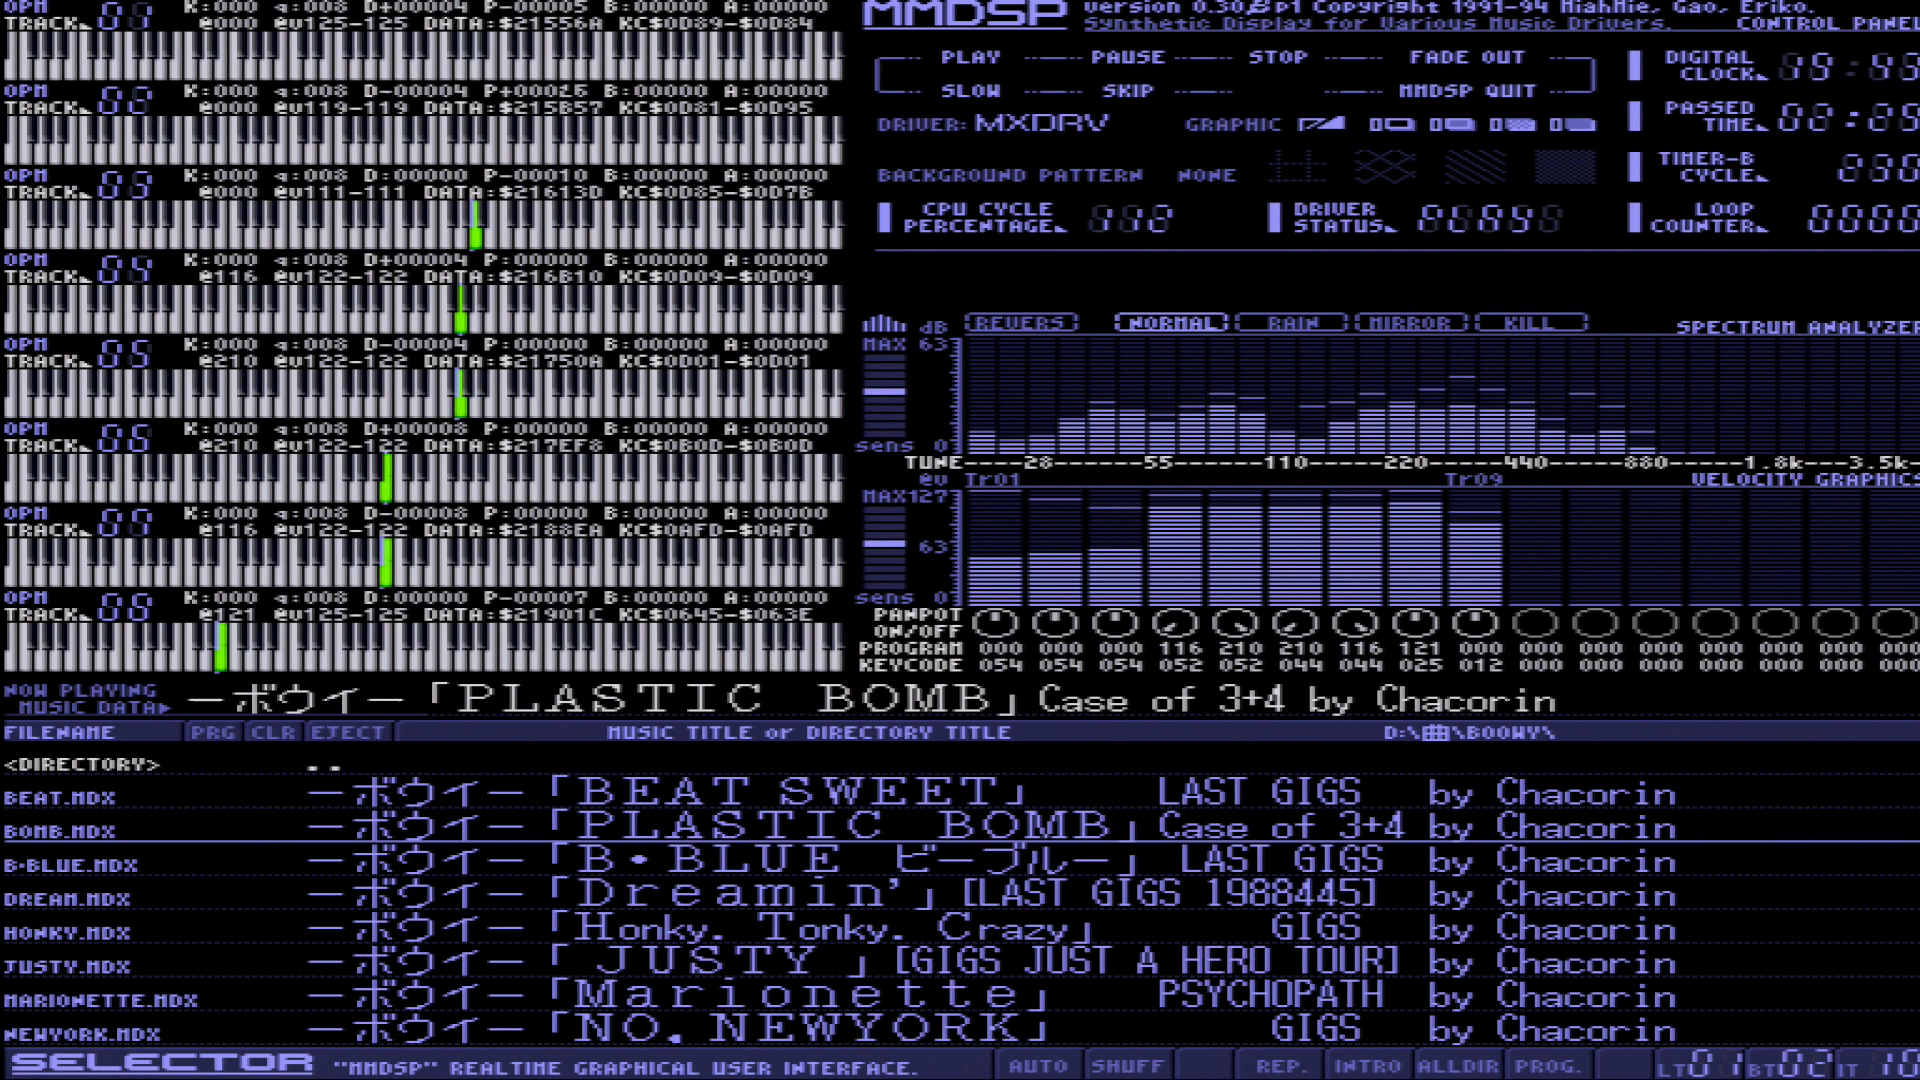 OPM K:000 q:008 D+00004 P-00005 B:00000 A:00000
TRACK @000 @v125-125 DATA:$21556A KC$0D89-$0D84
OPM K:000 q:008 D-00004 P+00025 B:00000 A:00000
TRACK @000 @v119-119 DATA:$215B57 KC$0D81-$0D95
OPM K:000 q:008 D:00000 P-00010 B:00000 A:00000
TRACK @000 @v111-111 DATA:$21613D KC$0D85-$0D7B
OPM K:000 q:008 D+00004 P:00000 B:00000 A:00000
TRACK @116 @v122-122 DATA:$216B10 KC$0D09-$0D09
OPM K:000 q:008 D-00004 P:00000 B:00000 A:00000
TRACK @210 @v122-122 DATA:$21750A KC$0D01-$0D01
OPM K:000 q:008 D+00008 P:00000 B:00000 A:00000
TRACK @210 @v122-122 DATA:$217EF8 KC$0B0D-$0B0D
OPM K:000 q:008 D-00008 P:00000 B:00000 A:00000
TRACK @116 @v122-122 DATA:$2188EA KC$0AFD-$0AFD
OPM K:000 q:008 D:00000 P-00007 B:00000 A:00000
TRACK @121 @v125-125 DATA:$21901C KC$0645-$063E
MMDSP version 0.30 p1 Copyright 1991-94 MiahMie, Gao, Eriko.
Synthetic Display for Various Music Drivers. CONTROL PANEL
PLAY PAUSE STOP FADE OUT
SLOW SKIP MMDSP QUIT
DRIVER: MXDRV GRAPHIC
BACKGROUND PATTERN NONE
CPU CYCLE PERCENTAGE
DRIVER STATUS
DIGITAL CLOCK
PASSED TIME
TIMER-B CYCLE
LOOP COUNTER
REVERS NORMAL RAIN MIRROR KILL SPECTRUM ANALYZER
dB
MAX 63
sens 0
TUNE 28 55 110 220 440 880 1.8k 3.5k
@v Tr01 Tr09 VELOCITY GRAPHICS
MAX127
63
sens 0
PANPOT
ON/OFF
PROGRAM 000 000 000 116 210 210 116 121 000 000 000 000 000 000 000 000
KEYCODE 054 054 054 052 052 044 044 025 012 000 000 000 000 000 000 000
NOW PLAYING
MUSIC DATA ーボウイー「PLASTIC BOMB」Case of 3+4 by Chacorin
FILENAME PRG CLR EJECT MUSIC TITLE or DIRECTORY TITLE D:\曲\BOOWY\
<DIRECTORY> ..
BEAT.MDX ーボウイー「BEAT SWEET」 LAST GIGS by Chacorin
BOMB.MDX ーボウイー「PLASTIC BOMB」Case of 3+4 by Chacorin
B-BLUE.MDX ーボウイー「B・BLUE ビーブルー」 LAST GIGS by Chacorin
DREAM.MDX ーボウイー「Dreamin'」[LAST GIGS 1988445] by Chacorin
HONKY.MDX ーボウイー「Honky. Tonky. Crazy」 GIGS by Chacorin
JUSTY.MDX ーボウイー「 JUSTY 」[GIGS JUST A HERO TOUR] by Chacorin
MARIONETTE.MDX ーボウイー「Marionette」 PSYCHOPATH by Chacorin
NEWYORK.MDX ーボウイー「NO. NEWYORK」 GIGS by Chacorin
SELECTOR "MMDSP" REALTIME GRAPHICAL USER INTERFACE. AUTO SHUFF REP. INTRO ALLDIR PROG. LT01 BT02 IT 10